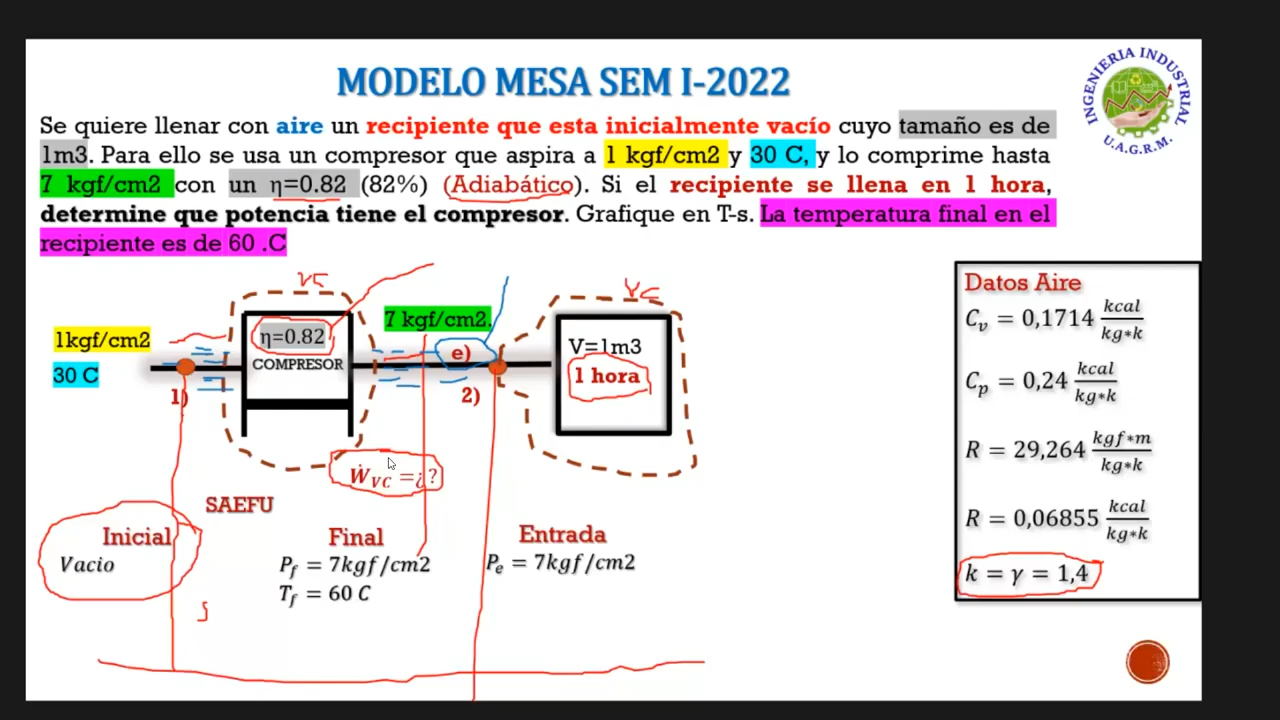 MODELO MESA SEM I-2022
INGENIERIA INDUSTRIAL
U.A.G.R.M.
Se quiere llenar con aire un recipiente que esta inicialmente vacío cuyo tamaño es de
1m3. Para ello se usa un compresor que aspira a 1 kgf/cm2 y 30 C, y lo comprime hasta
7 kgf/cm2 con un η=0.82 (82%) (Adiabático). Si el recipiente se llena en 1 hora,
determine que potencia tiene el compresor. Grafique en T-s. La temperatura final en el
recipiente es de 60 .C
VC
VC
1kgf/cm2
30 C
1)
η=0.82
COMPRESOR
7 kgf/cm2.
e)
2)
V=1m3
1 hora
Ẇ_VC =¿?
SAEFU
Inicial
Vacio
Final
P_f = 7kgf/cm2
T_f = 60 C
Entrada
P_e = 7kgf/cm2
Datos Aire
C_v = 0,1714 kcal/kg∗k
C_p = 0,24 kcal/kg∗k
R = 29,264 kgf∗m/kg∗k
R = 0,06855 kcal/kg∗k
k = γ = 1,4